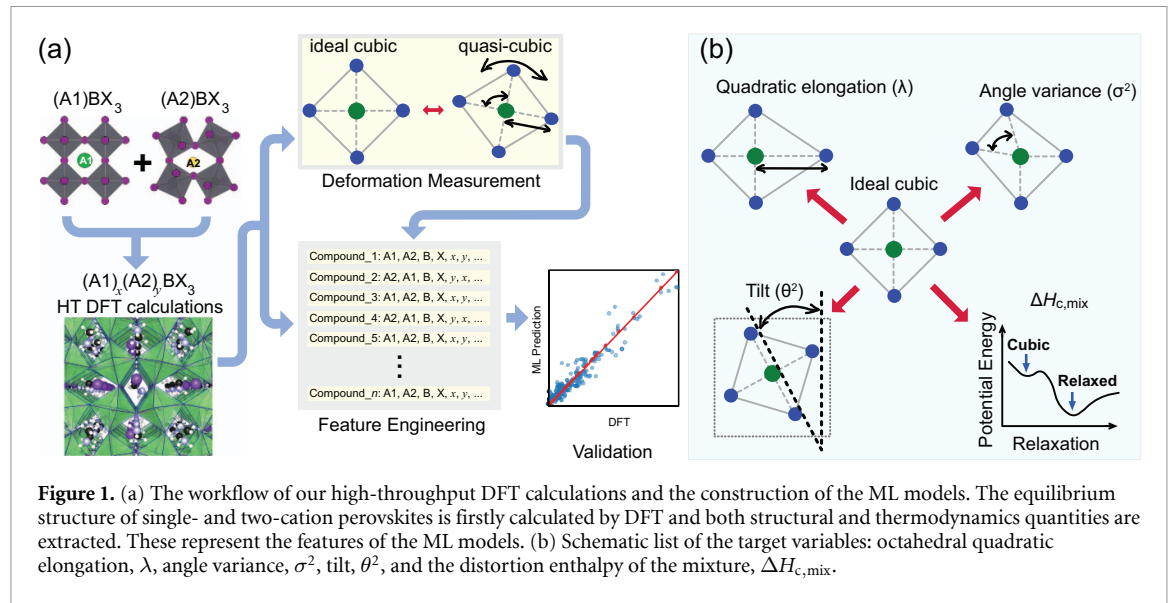 (a)
(A1)BX3 (A2)BX3
A1 + A2
(A1)x(A2)yBX3
HT DFT calculations
ideal cubic quasi-cubic
Deformation Measurement
Compound_1: A1, A2, B, X, x, y, ...
Compound_2: A2, A1, B, X, y, x, ...
Compound_3: A1, A2, B, X, x, y, ...
Compound_4: A2, A1, B, X, y, x, ...
Compound_5: A1, A2, B, X, x, y, ...
Compound_n: A1, A2, B, X, x, y, ...
Feature Engineering
ML Prediction
DFT
Validation
(b)
Quadratic elongation (λ)
Angle variance (σ²)
Ideal cubic
Tilt (θ²)
ΔHc,mix
Potential Energy
Cubic
Relaxed
Relaxation
Figure 1. (a) The workflow of our high-throughput DFT calculations and the construction of the ML models. The equilibrium
structure of single- and two-cation perovskites is firstly calculated by DFT and both structural and thermodynamics quantities are
extracted. These represent the features of the ML models. (b) Schematic list of the target variables: octahedral quadratic
elongation, λ, angle variance, σ², tilt, θ², and the distortion enthalpy of the mixture, ΔHc,mix.